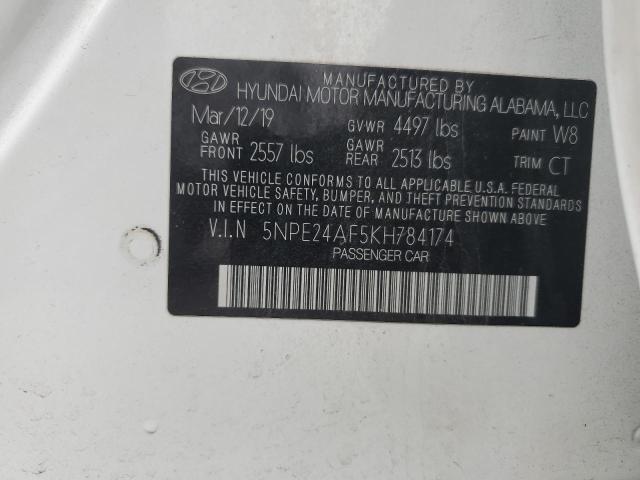 MANUFACTURED BY
HYUNDAI MOTOR MANUFACTURING ALABAMA, LLC
Mar/12/19 GVWR 4497 lbs PAINT W8
GAWR FRONT 2557 lbs GAWR REAR 2513 lbs TRIM CT
THIS VEHICLE CONFORMS TO ALL APPLICABLE U.S.A. FEDERAL
MOTOR VEHICLE SAFETY, BUMPER, AND THEFT PREVENTION STANDARDS
IN EFFECT ON THE DATE OF MANUFACTURE SHOWN ABOVE.
V.I.N 5NPE24AF5KH784174
PASSENGER CAR